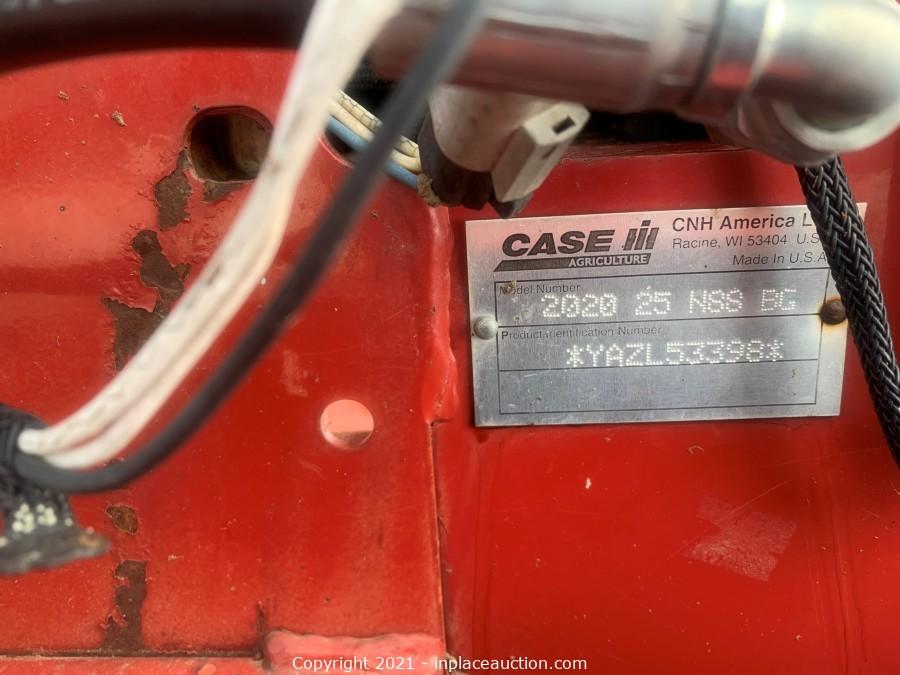 CASE IH
AGRICULTURE
CNH America
Racine, WI 53404 U.S.
Made In U.S.A
Model Number
2020 25 NSS BG
Product Identification Number
*YAZL53398*
Copyright 2021 - inplaceauction.com